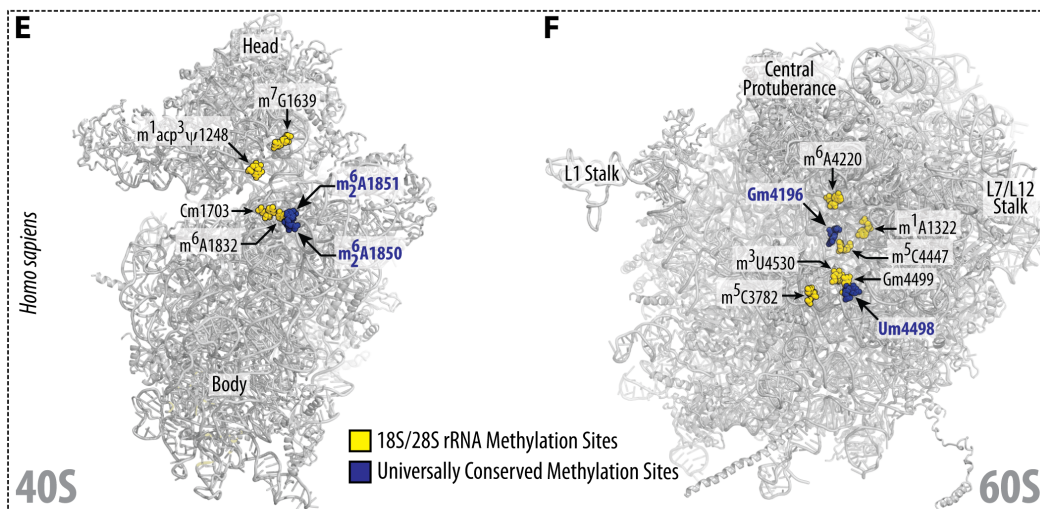 E
Head
m⁷G1639
m¹acp³ψ1248
m⁶₂A1851
Cm1703
m⁶A1832
m⁶₂A1850
Homo sapiens
Body
40S
F
Central
Protuberance
m⁶A4220
L1 Stalk
Gm4196
L7/L12
Stalk
m¹A1322
m⁵C4447
m³U4530
Gm4499
m⁵C3782
Um4498
60S
18S/28S rRNA Methylation Sites
Universally Conserved Methylation Sites